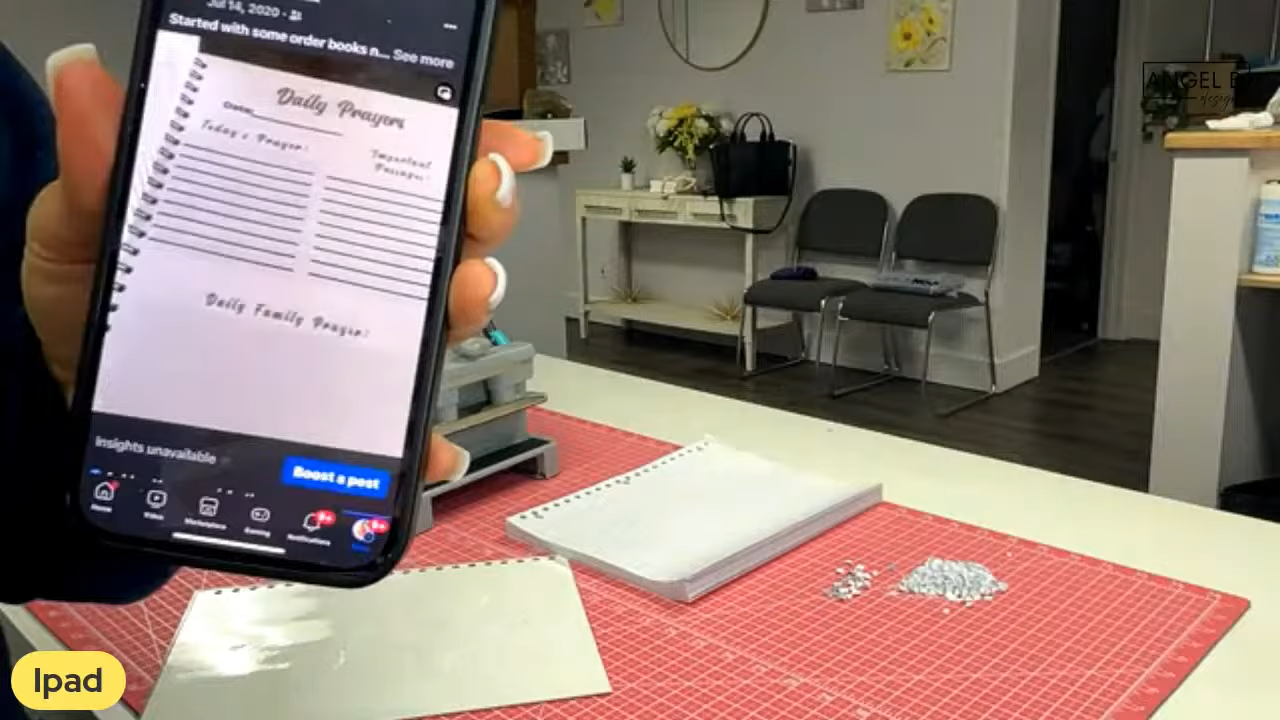 Jul 14, 2020 ·
Started with some order books n... See more
Daily Prayers
Date:
Today's Prayer:
Important
Passages:
Daily Family Prayer:
Insights unavailable
Boost a post
Home
Video
Marketplace
Gaming
Notifications
9+
9+
ANGEL B
design
Ipad